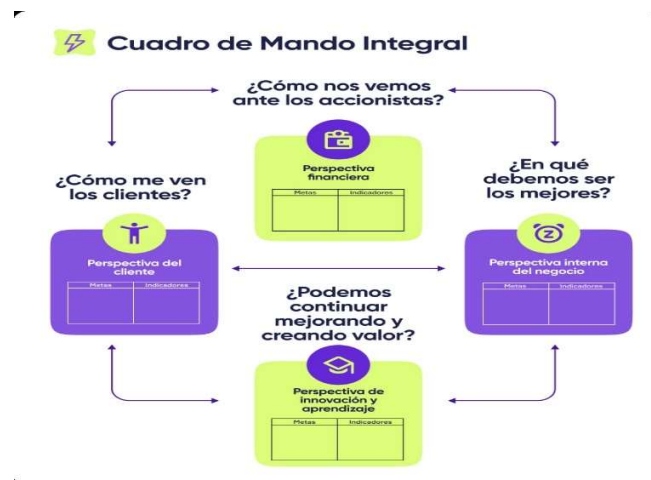 Cuadro de Mando Integral
¿Cómo nos vemos
ante los accionistas?
Perspectiva
financiera
Metas Indicadores
¿Cómo me ven
los clientes?
Perspectiva del
cliente
Metas Indicadores
¿En qué
debemos ser
los mejores?
Perspectiva interna
del negocio
Metas Indicadores
¿Podemos
continuar
mejorando y
creando valor?
Perspectiva de
innovación y
aprendizaje
Metas Indicadores